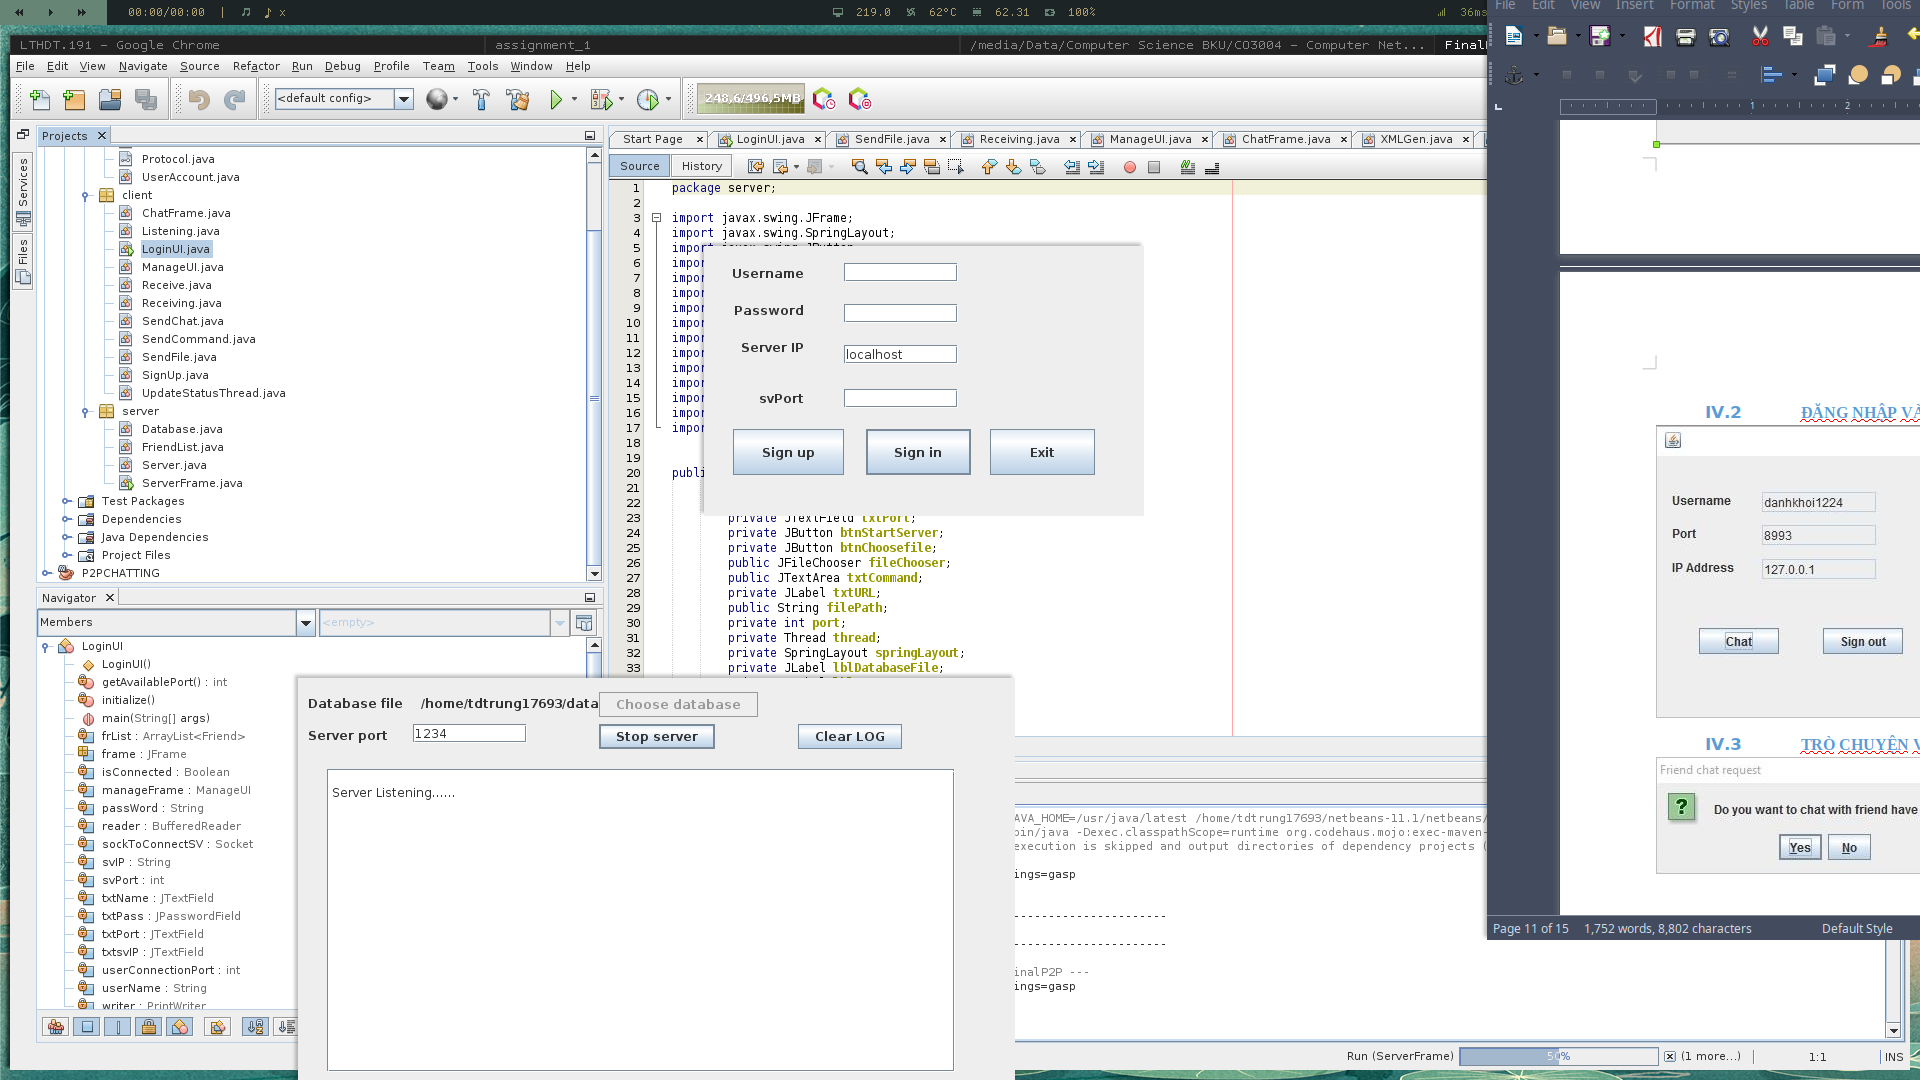 00:00/00:00 | x
219.0 62°C 62.31 100% 36ms
LTHDT.191 - Google Chrome
assignment_1
/media/Data/Computer Science BKU/CO3004 - Computer Net...
File Edit View Navigate Source Refactor Run Debug Profile Team Tools Window Help
<default config>
248,6/496,5MB
Projects
Services
Files
Protocol.java
UserAccount.java
client
ChatFrame.java
Listening.java
LoginUI.java
ManageUI.java
Receive.java
Receiving.java
SendChat.java
SendCommand.java
SendFile.java
SignUp.java
UpdateStatusThread.java
server
Database.java
FriendList.java
Server.java
ServerFrame.java
Test Packages
Dependencies
Java Dependencies
Project Files
P2PCHATTING
Navigator
Members
<empty>
LoginUI
LoginUI()
getAvailablePort() : int
initialize()
main(String[] args)
frList : ArrayList<Friend>
frame : JFrame
isConnected : Boolean
manageFrame : ManageUI
passWord : String
reader : BufferedReader
sockToConnectSV : Socket
svIP : String
svPort : int
txtName : JTextField
txtPass : JPasswordField
txtPort : JTextField
txtsvIP : JTextField
userConnectionPort : int
userName : String
writer : PrintWriter
Start Page LoginUI.java SendFile.java Receiving.java ManageUI.java ChatFrame.java XMLGen.java
Source History
1 package server;
2
3 import javax.swing.JFrame;
4 import javax.swing.SpringLayout;
5
6
7
8
9
10
11
12
13
14
15
16
17
18
19
20
21
22
23 private JTextField txtPort;
24 private JButton btnStartServer;
25 private JButton btnChoosefile;
26 public JFileChooser fileChooser;
27 public JTextArea txtCommand;
28 private JLabel txtURL;
29 public String filePath;
30 private int port;
31 private Thread thread;
32 private SpringLayout springLayout;
33 private JLabel lblDatabaseFile;
Username
Password
Server IP localhost
svPort
Sign up Sign in Exit
Database file /home/tdtrung17693/data Choose database
Server port 1234 Stop server Clear LOG
Server Listening......
AVA_HOME=/usr/java/latest /home/tdtrung17693/netbeans-11.1/netbeans/
bin/java -Dexec.classpathScope=runtime org.codehaus.mojo:exec-maven-
execution is skipped and output directories of dependency projects (
ings=gasp
------------------------
------------------------
inalP2P ---
ings=gasp
Run (ServerFrame) 50% (1 more...) 1:1 INS
File Edit View Insert Format Styles Table Form Tools
1 2
IV.2 ĐĂNG NHẬP
Username danhkhoi1224
Port 8993
IP Address 127.0.0.1
Chat Sign out
IV.3 TRÒ CHUYỆN
Friend chat request
Do you want to chat with friend have
Yes No
Page 11 of 15 1,752 words, 8,802 characters Default Style